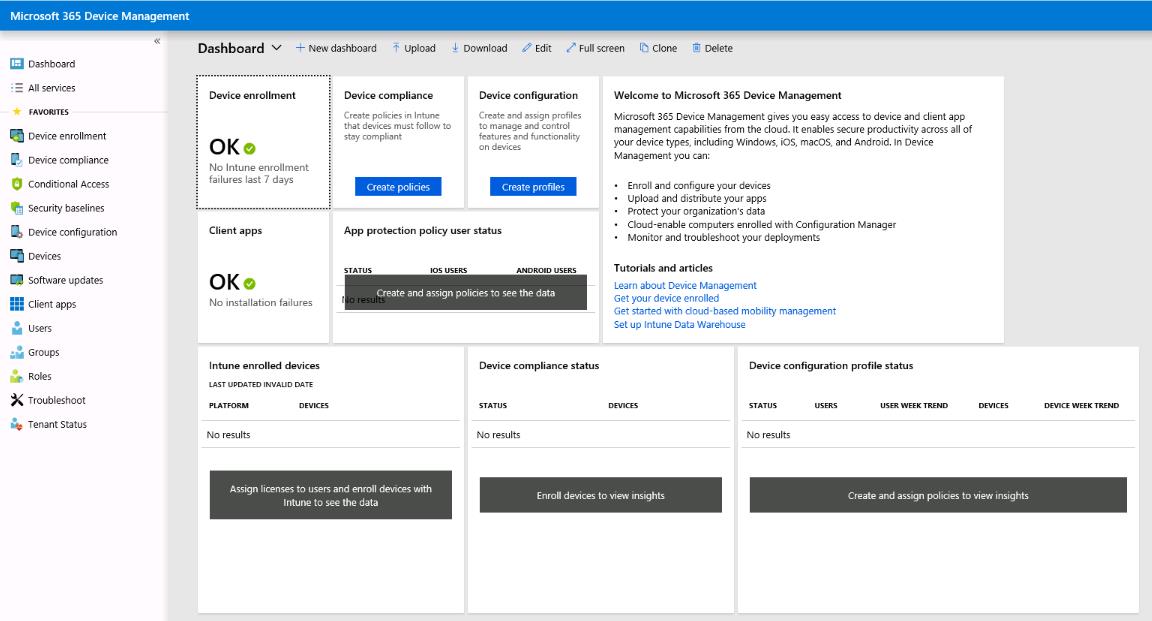 Microsoft 365 Device Management
«
Dashboard
All services
FAVORITES
Device enrollment
Device compliance
Conditional Access
Security baselines
Device configuration
Devices
Software updates
Client apps
Users
Groups
Roles
Troubleshoot
Tenant Status
Dashboard
New dashboard
Upload
Download
Edit
Full screen
Clone
Delete
Device enrollment
OK
No Intune enrollment
failures last 7 days
Device compliance
Create policies in Intune
that devices must follow to
stay compliant
Create policies
Device configuration
Create and assign profiles
to manage and control
features and functionality
on devices
Create profiles
Welcome to Microsoft 365 Device Management
Microsoft 365 Device Management gives you easy access to device and client app
management capabilities from the cloud. It enables secure productivity across all of
your device types, including Windows, iOS, macOS, and Android. In Device
Management you can:
• Enroll and configure your devices
• Upload and distribute your apps
• Protect your organization's data
• Cloud-enable computers enrolled with Configuration Manager
• Monitor and troubleshoot your deployments
Tutorials and articles
Learn about Device Management
Get your device enrolled
Get started with cloud-based mobility management
Set up Intune Data Warehouse
Client apps
OK
No installation failures
App protection policy user status
STATUS IOS USERS ANDROID USERS
Create and assign policies to see the data
No results
Intune enrolled devices
LAST UPDATED INVALID DATE
PLATFORM DEVICES
No results
Assign licenses to users and enroll devices with
Intune to see the data
Device compliance status
STATUS DEVICES
No results
Enroll devices to view insights
Device configuration profile status
STATUS USERS USER WEEK TREND DEVICES DEVICE WEEK TREND
No results
Create and assign policies to view insights